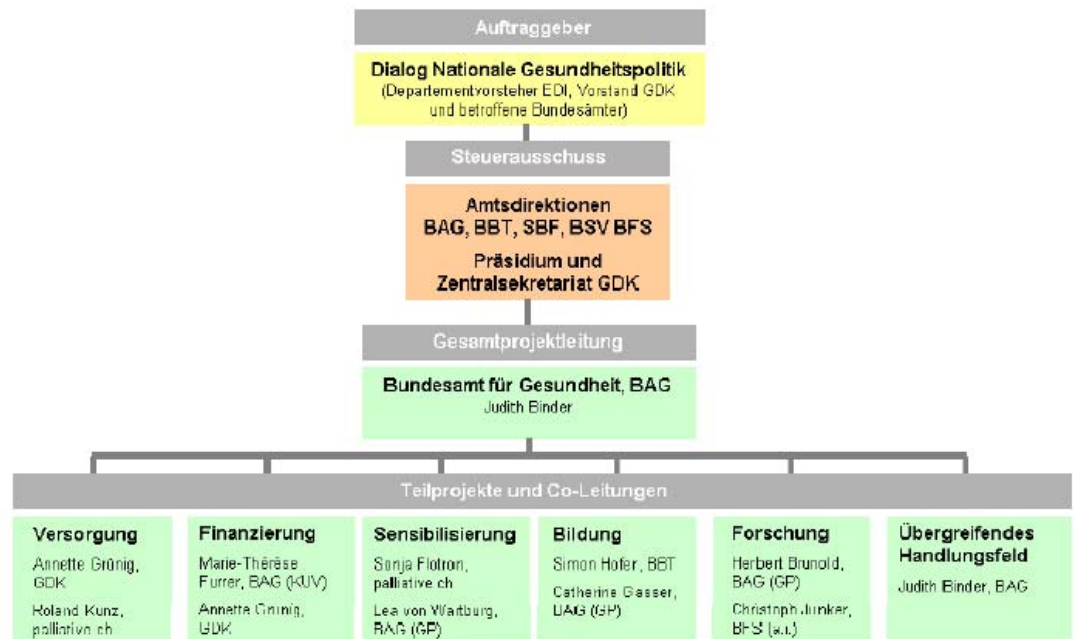 Auftraggeber
Dialog Nationale Gesundheitspolitik
(Departementvorsteher EDI, Vorstand GDK
und betroffene Bundesämter)
Steuerausschuss
Amtsdirektionen
BAG, BBT, SBF, BSV BFS
Präsidium und
Zentralsekretariat GDK
Gesamtprojektleitung
Bundesamt für Gesundheit, BAG
Judith Binder
Teilprojekte und Co-Leitungen
Versorgung
Annette Grünig,
GDK
Roland Kunz,
palliative ch
Finanzierung
Marie-Thérèse
Furrer, BAG (KUV)
Annette Grünig,
GDK
Sensibilisierung
Sonja Flotron,
palliative ch
Lea von Wartburg,
BAG (GP)
Bildung
Simon Hofer, BBT
Catherine Gasser,
BAG (GP)
Forschung
Herbert Brunold,
BAG (GP)
Christoph Junker,
BFS (a.i.)
Übergreifendes
Handlungsfeld
Judith Binder, BAG